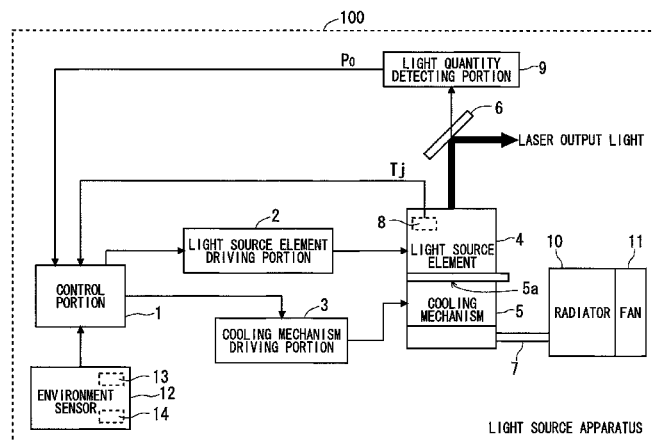 100
Po
LIGHT QUANTITY
DETECTING PORTION
9
6
LASER OUTPUT LIGHT
Tj
8
2
LIGHT SOURCE ELEMENT
DRIVING PORTION
LIGHT SOURCE
ELEMENT
4
10
11
CONTROL
PORTION
1
5a
3
COOLING
MECHANISM
5
RADIATOR
FAN
COOLING MECHANISM
DRIVING PORTION
7
13
ENVIRONMENT
SENSOR
12
14
LIGHT SOURCE APPARATUS